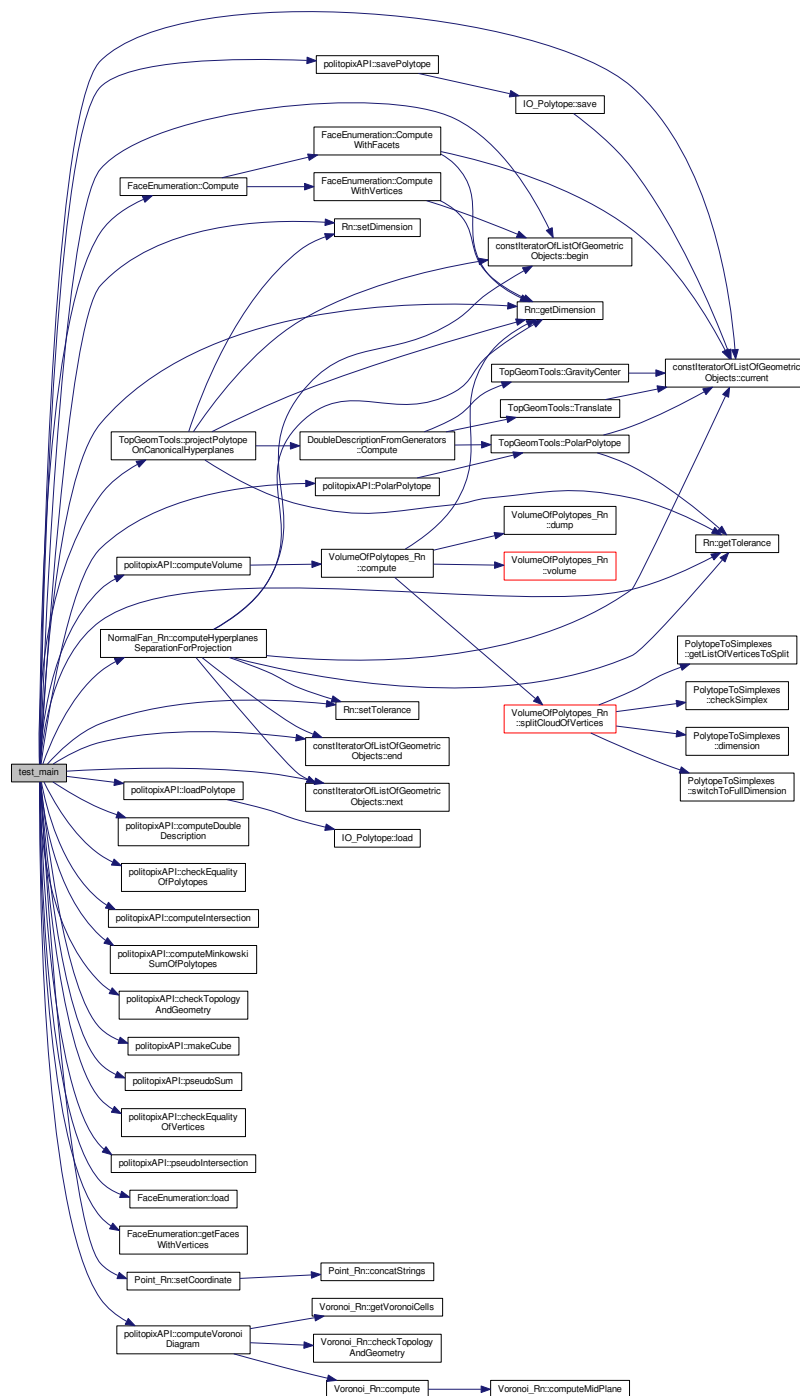 politopixAPI::savePolytope
IO_Polytope::save
FaceEnumeration::Compute
WithFacets
FaceEnumeration::Compute
FaceEnumeration::Compute
WithVertices
Rn::setDimension
constIteratorOfListOfGeometric
Objects::begin
Rn::getDimension
constIteratorOfListOfGeometric
Objects::current
TopGeomTools::GravityCenter
TopGeomTools::Translate
TopGeomTools::projectPolytope
OnCanonicalHyperplanes
DoubleDescriptionFromGenerators
::Compute
TopGeomTools::PolarPolytope
politopixAPI::PolarPolytope
VolumeOfPolytopes_Rn
::dump
Rn::getTolerance
politopixAPI::computeVolume
VolumeOfPolytopes_Rn
::compute
VolumeOfPolytopes_Rn
::volume
NormalFan_Rn::computeHyperplanes
SeparationForProjection
PolytopeToSimplexes
::getListOfVerticesToSplit
PolytopeToSimplexes
::checkSimplex
Rn::setTolerance
VolumeOfPolytopes_Rn
::splitCloudOfVertices
PolytopeToSimplexes
::dimension
constIteratorOfListOfGeometric
Objects::end
test_main
PolytopeToSimplexes
::switchToFullDimension
politopixAPI::loadPolytope
constIteratorOfListOfGeometric
Objects::next
politopixAPI::computeDouble
Description
IO_Polytope::load
politopixAPI::checkEquality
OfPolytopes
politopixAPI::computeIntersection
politopixAPI::computeMinkowski
SumOfPolytopes
politopixAPI::checkTopology
AndGeometry
politopixAPI::makeCube
politopixAPI::pseudoSum
politopixAPI::checkEquality
OfVertices
politopixAPI::pseudoIntersection
FaceEnumeration::load
FaceEnumeration::getFaces
WithVertices
Point_Rn::setCoordinate
Point_Rn::concatStrings
Voronoi_Rn::getVoronoiCells
politopixAPI::computeVoronoi
Diagram
Voronoi_Rn::checkTopology
AndGeometry
Voronoi_Rn::compute
Voronoi_Rn::computeMidPlane